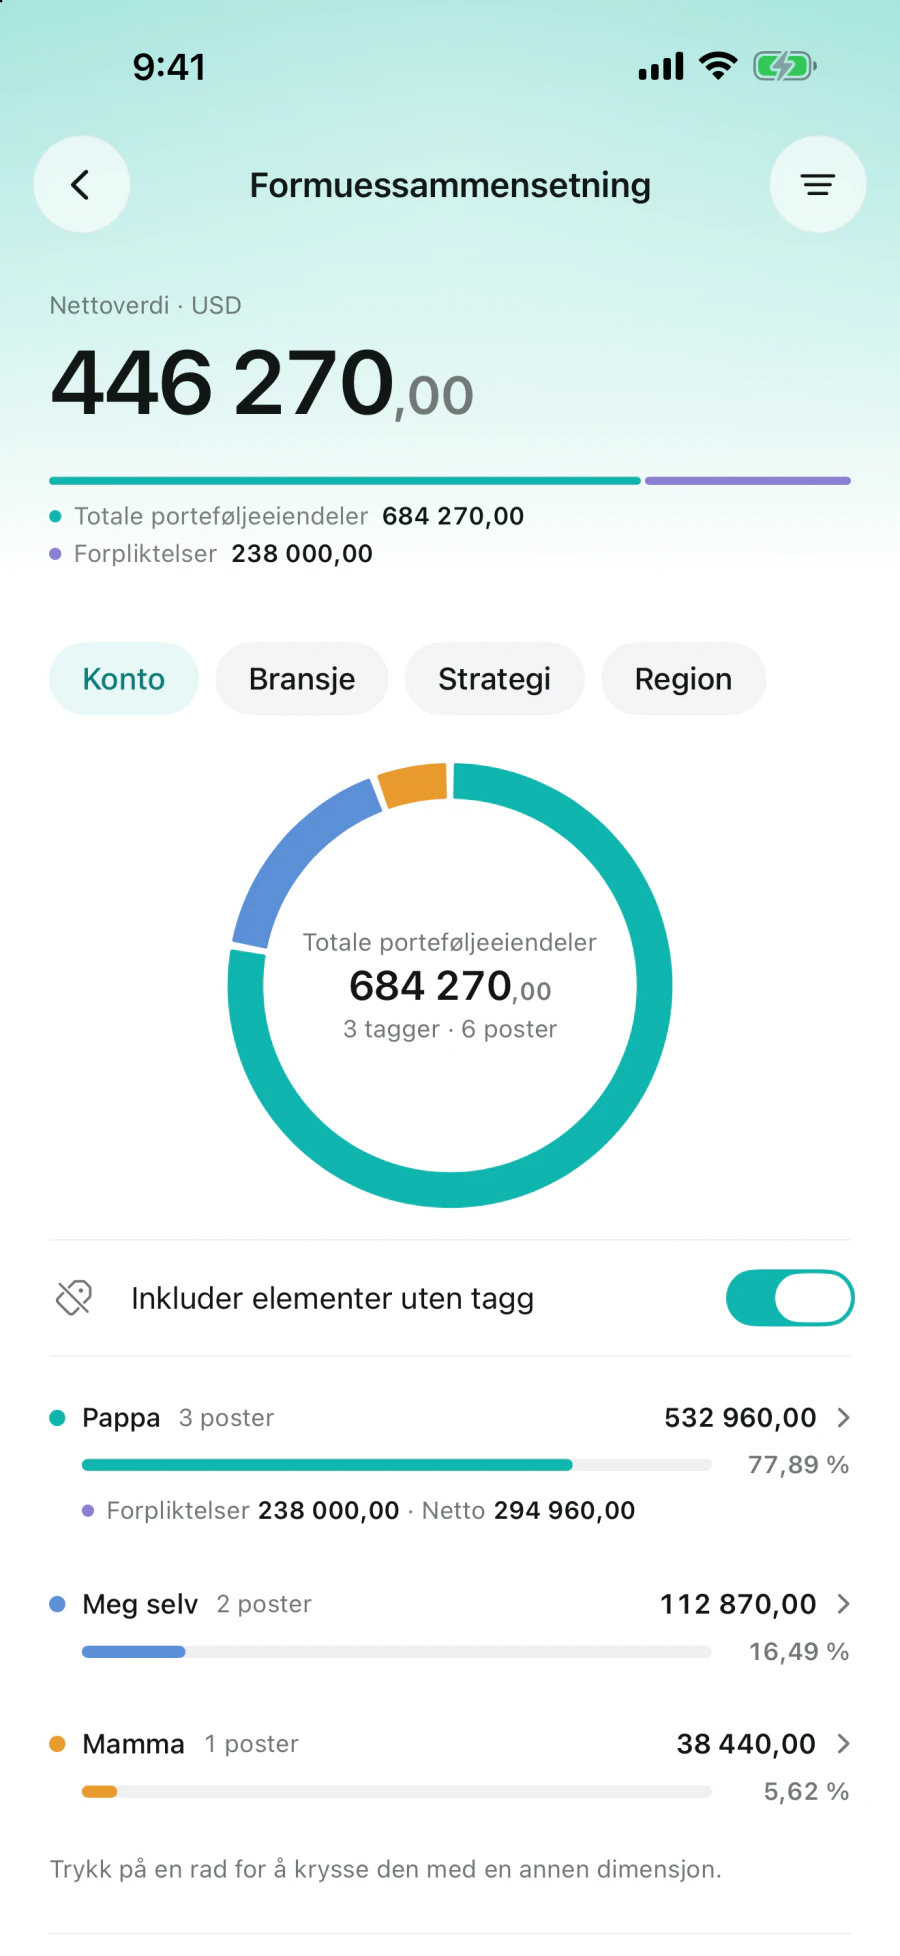 9:41
Formuessammensetning
Nettoverdi · USD
446 270,00
Totale porteføljeeiendeler 684 270,00
Forpliktelser 238 000,00
Konto Bransje Strategi Region
Totale porteføljeeiendeler
684 270,00
3 tagger · 6 poster
Inkluder elementer uten tagg
Pappa 3 poster 532 960,00
77,89 %
Forpliktelser 238 000,00 · Netto 294 960,00
Meg selv 2 poster 112 870,00
16,49 %
Mamma 1 poster 38 440,00
5,62 %
Trykk på en rad for å krysse den med en annen dimensjon.